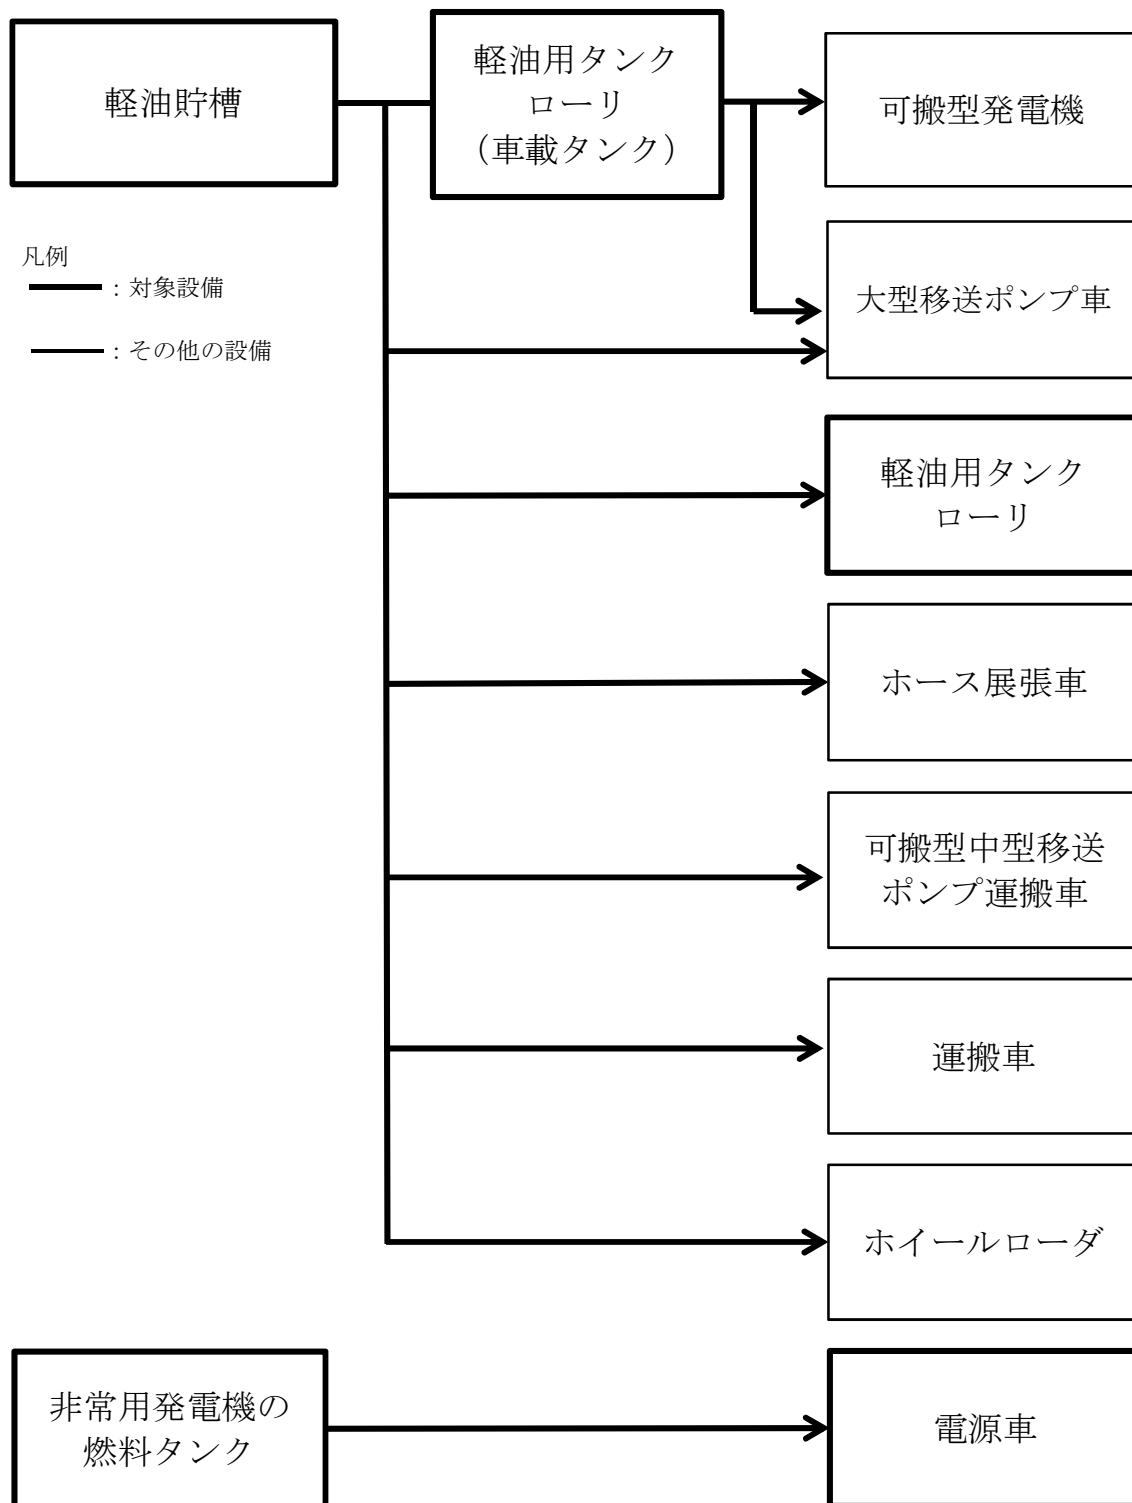 軽油貯槽
軽油用タンク
ローリ
（車載タンク）
可搬型発電機
凡例
：対象設備
：その他の設備
大型移送ポンプ車
軽油用タンク
ローリ
ホース展張車
可搬型中型移送
ポンプ運搬車
運搬車
ホイールローダ
非常用発電機の
燃料タンク
電源車